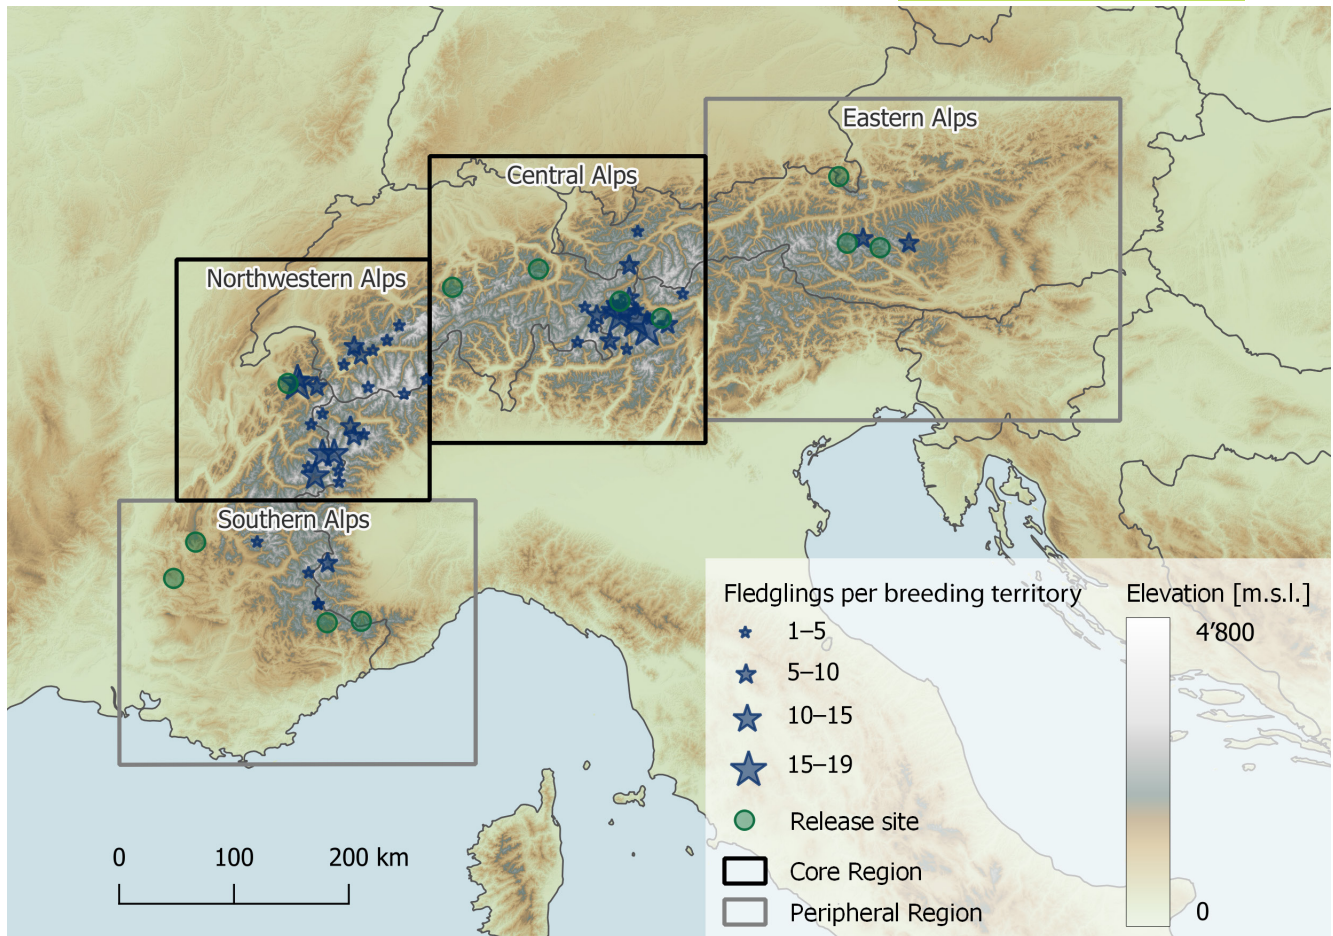 Eastern Alps
Central Alps
Northwestern Alps
Southern Alps
Fledglings per breeding territory
1–5
5–10
10–15
15–19
Release site
Core Region
Peripheral Region
Elevation [m.s.l.]
4’800
0
0 100 200 km